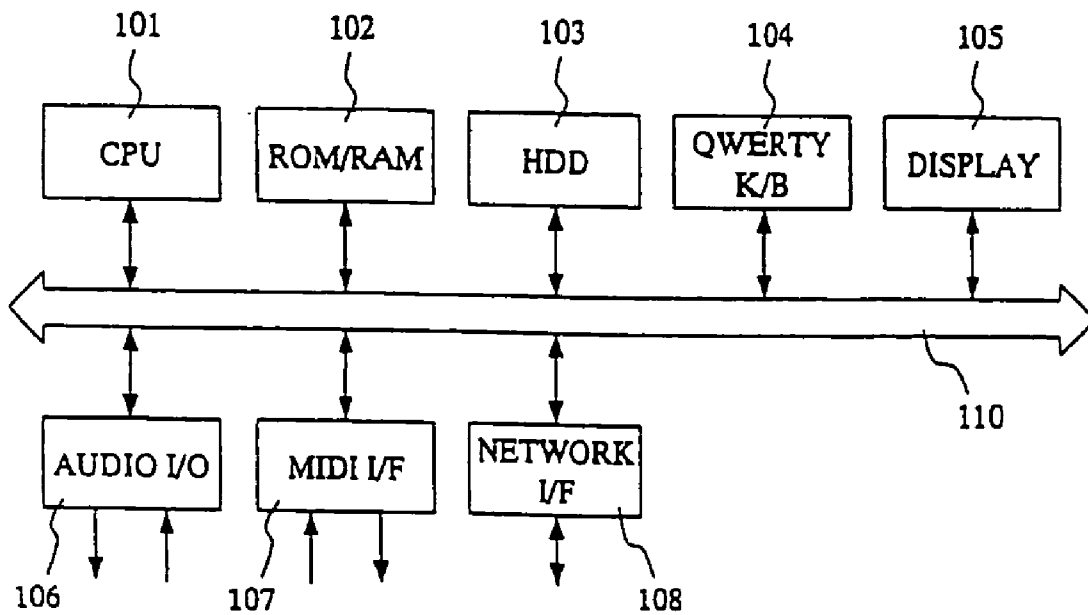 101
102
103
104
105
CPU
ROM/RAM
HDD
QWERTY
K/B
DISPLAY
110
AUDIO I/O
MIDI I/F
NETWORK
I/F
106
107
108